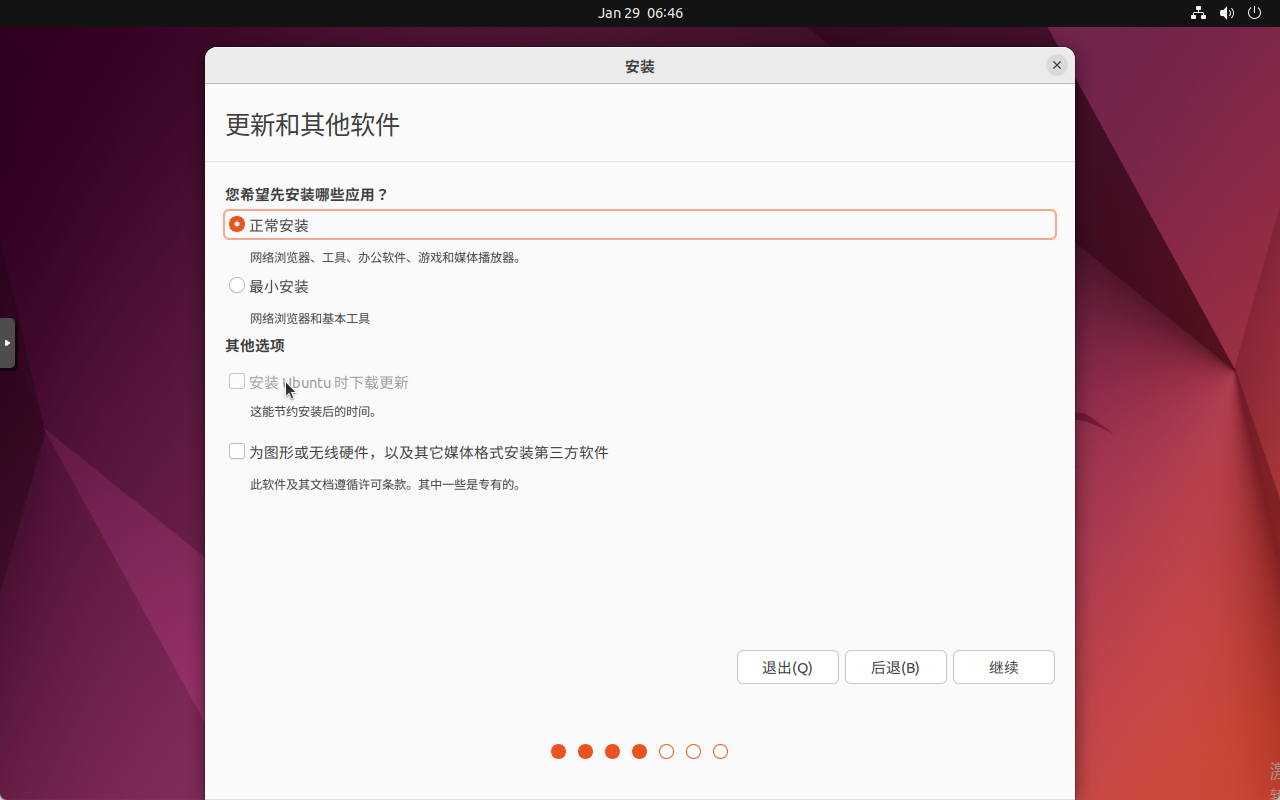 Jan 29 06:46
安装
更新和其他软件
您希望先安装哪些应用？
正常安装
网络浏览器、工具、办公软件、游戏和媒体播放器。
最小安装
网络浏览器和基本工具
其他选项
安装 Ubuntu 时下载更新
这能节约安装后的时间。
为图形或无线硬件，以及其它媒体格式安装第三方软件
此软件及其文档遵循许可条款。其中一些是专有的。
退出(Q) 后退(B) 继续